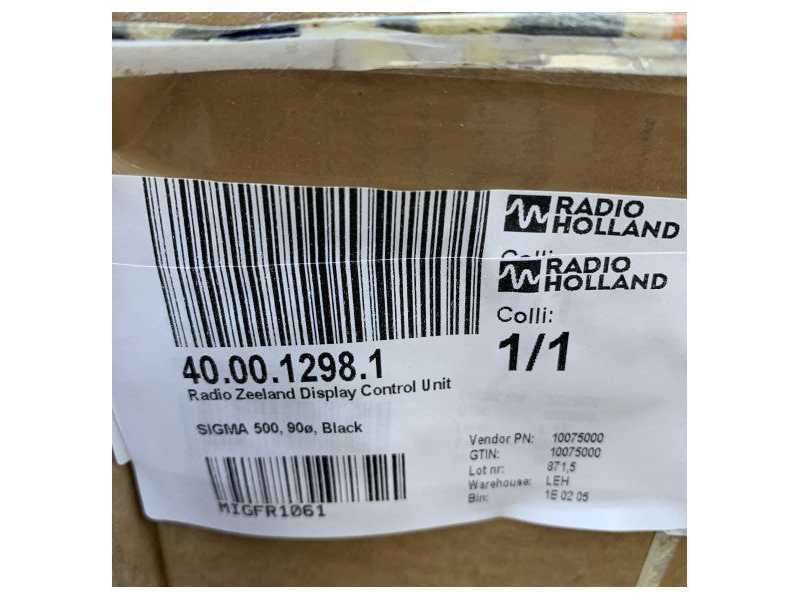 RADIO
HOLLAND
Colli:
RADIO
HOLLAND
Colli:
1/1
40.00.1298.1
Radio Zeeland Display Control Unit
SIGMA 500, 90ø, Black
Vendor PN: 10075000
GTIN: 10075000
Lot nr: 871,5
Warehouse: LEH
Bin: 1E 02 05
MIGFR1061